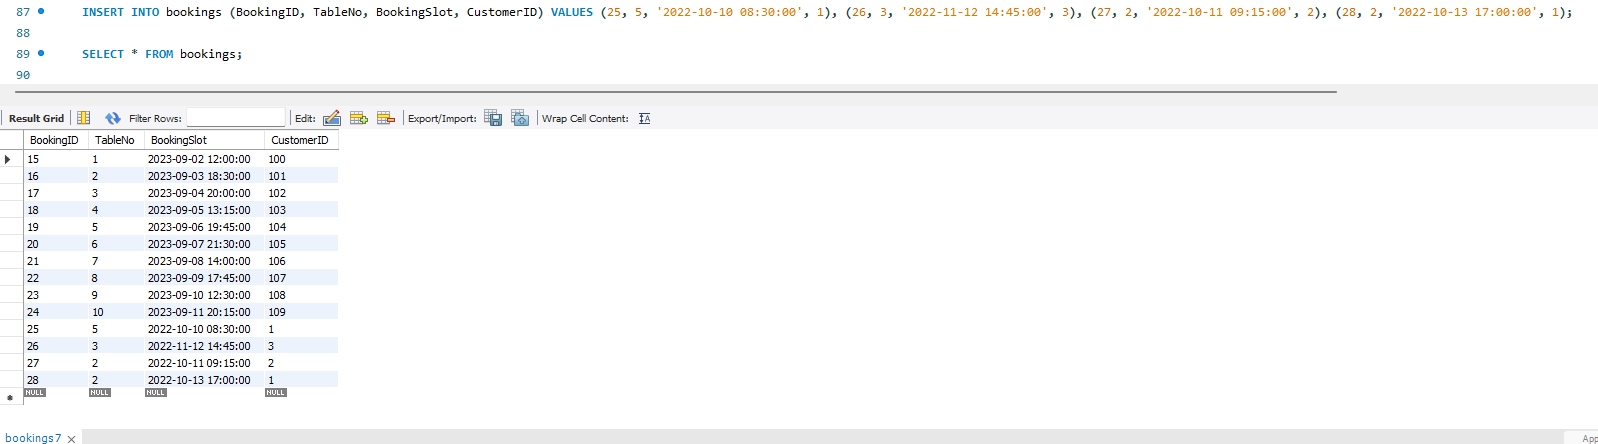 87 INSERT INTO bookings (BookingID, TableNo, BookingSlot, CustomerID) VALUES (25, 5, '2022-10-10 08:30:00', 1), (26, 3, '2022-11-12 14:45:00', 3), (27, 2, '2022-10-11 09:15:00', 2), (28, 2, '2022-10-13 17:00:00', 1);
88
89 SELECT * FROM bookings;
90
Result Grid Filter Rows: Edit: Export/Import: Wrap Cell Content: IA
BookingID TableNo BookingSlot CustomerID
15 1 2023-09-02 12:00:00 100
16 2 2023-09-03 18:30:00 101
17 3 2023-09-04 20:00:00 102
18 4 2023-09-05 13:15:00 103
19 5 2023-09-06 19:45:00 104
20 6 2023-09-07 21:30:00 105
21 7 2023-09-08 14:00:00 106
22 8 2023-09-09 17:45:00 107
23 9 2023-09-10 12:30:00 108
24 10 2023-09-11 20:15:00 109
25 5 2022-10-10 08:30:00 1
26 3 2022-11-12 14:45:00 3
27 2 2022-10-11 09:15:00 2
28 2 2022-10-13 17:00:00 1
NULL NULL NULL NULL
bookings7 App